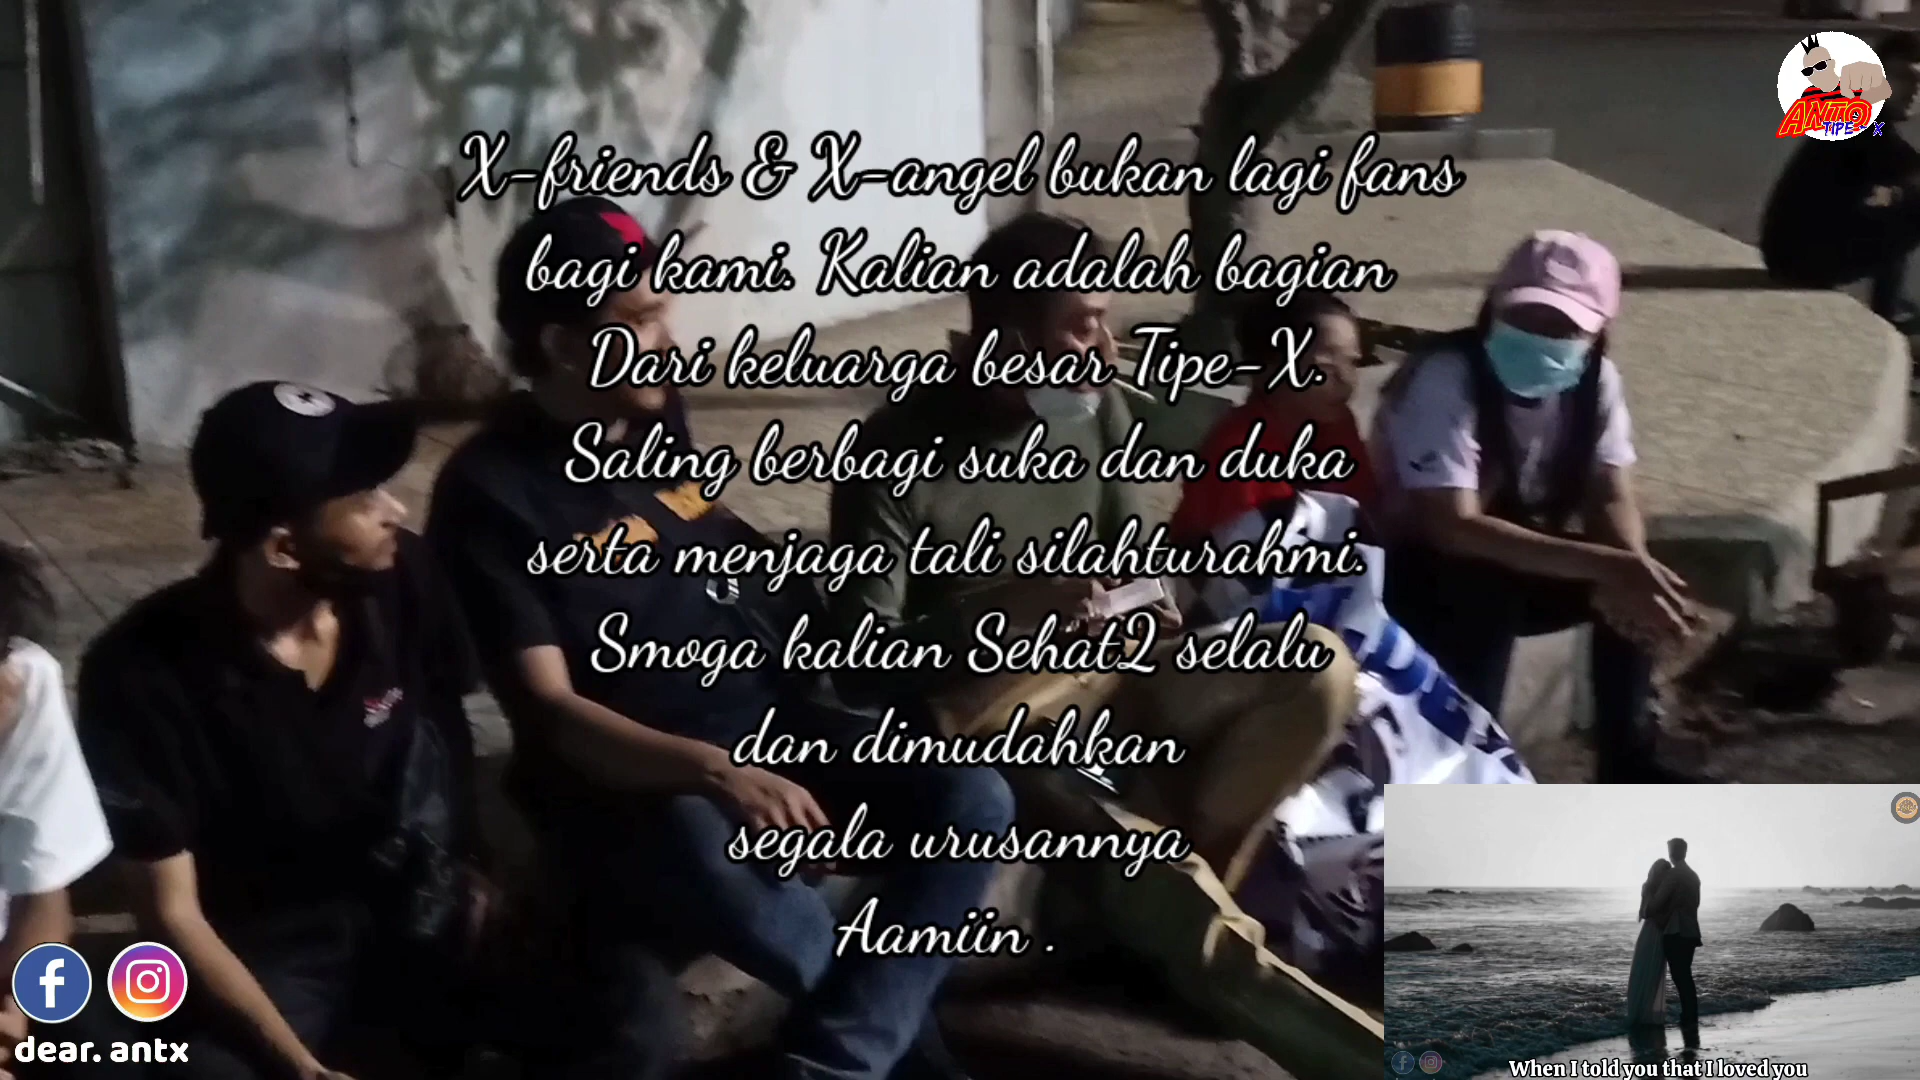 ANTO
TIPE - X
X-friends & X-angel bukan lagi fans
bagi kami. Kalian adalah bagian
Dari keluarga besar Tipe-X.
Saling berbagi suka dan duka
serta menjaga tali silahturahmi.
Smoga kalian Sehat2 selalu
dan dimudahkan
segala urusannya
Aamiin .
dear. antx
When I told you that I loved you